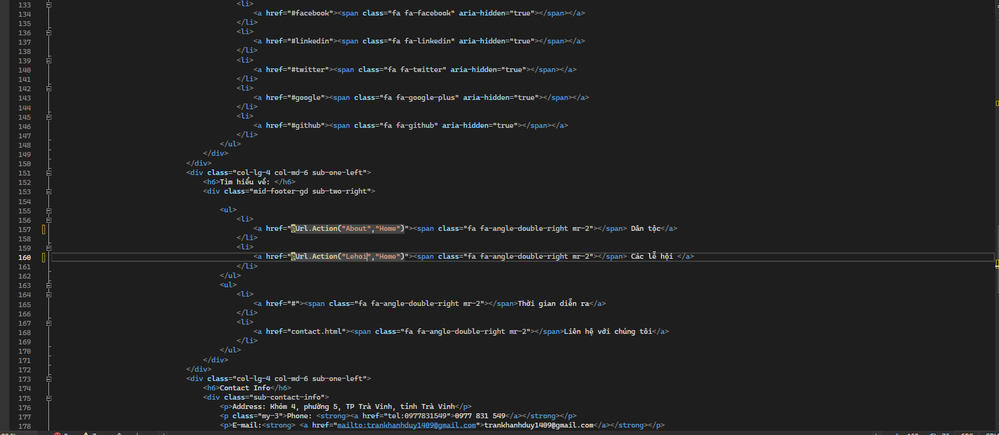 133 <li>
134 <a href="#facebook"><span class="fa fa-facebook" aria-hidden="true"></span></a>
135 </li>
136 <li>
137 <a href="#linkedin"><span class="fa fa-linkedin" aria-hidden="true"></span></a>
138 </li>
139 <li>
140 <a href="#twitter"><span class="fa fa-twitter" aria-hidden="true"></span></a>
141 </li>
142 <li>
143 <a href="#google"><span class="fa fa-google-plus" aria-hidden="true"></span></a>
144 </li>
145 <li>
146 <a href="#github"><span class="fa fa-github" aria-hidden="true"></span></a>
147 </li>
148 </ul>
149 </div>
150 </div>
151 <div class="col-lg-4 col-md-6 sub-one-left">
152 <h6>Tìm hiểu về: </h6>
153 <div class="mid-footer-gd sub-two-right">
154
155 <ul>
156 <li>
157 <a href="@Url.Action("About","Home")"><span class="fa fa-angle-double-right mr-2"></span> Dân tộc</a>
158 </li>
159 <li>
160 <a href="@Url.Action("Lehoi","Home")"><span class="fa fa-angle-double-right mr-2"></span> Các lễ hội </a>
161 </li>
162 </ul>
163 <ul>
164 <li>
165 <a href="#"><span class="fa fa-angle-double-right mr-2"></span>Thời gian diễn ra</a>
166 </li>
167 <li>
168 <a href="contact.html"><span class="fa fa-angle-double-right mr-2"></span>Liên hệ với chúng tôi</a>
169 </li>
170 </ul>
171 </div>
172 </div>
173 <div class="col-lg-4 col-md-6 sub-one-left">
174 <h6>Contact Info</h6>
175 <div class="sub-contact-info">
176 <p>Address: Khóm 4, phường 5, TP Trà Vinh, tỉnh Trà Vinh</p>
177 <p class="my-3">Phone: <strong><a href="tel:0977831549">0977 831 549</a></strong></p>
178 <p>E-mail:<strong> <a href="mailto:trankhanhduy1409@gmail.com">trankhanhduy1409@gmail.com</a></strong></p>